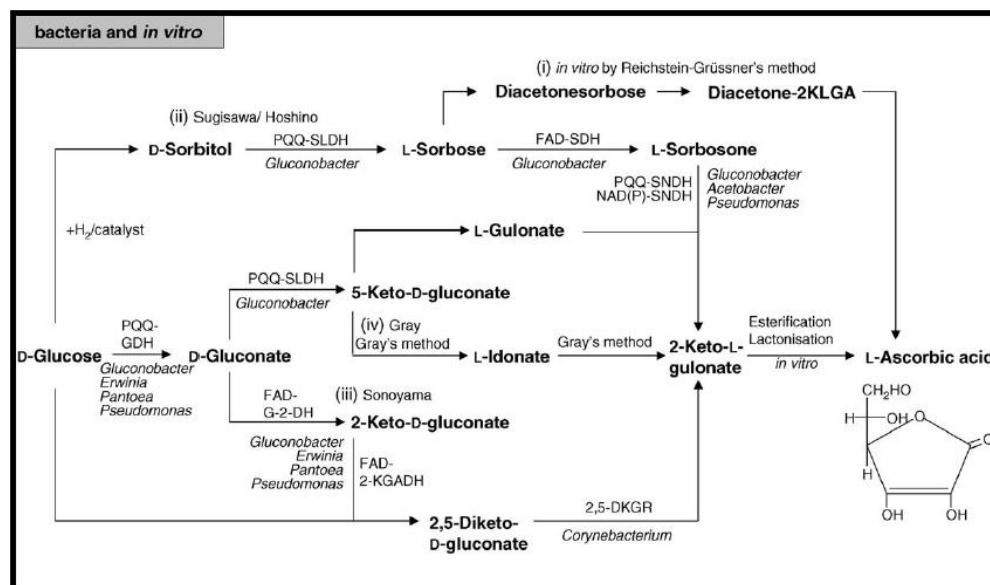 bacteria and in vitro
(i) in vitro by Reichstein-Grüssner's method
Diacetonesorbose
Diacetone-2KLGA
(ii) Sugisawa/ Hoshino
D-Sorbitol
PQQ-SLDH
Gluconobacter
L-Sorbose
FAD-SDH
Gluconobacter
L-Sorbosone
PQQ-SNDH
NAD(P)-SNDH
Gluconobacter
Acetobacter
Pseudomonas
+H₂/catalyst
L-Gulonate
PQQ-SLDH
Gluconobacter
5-Keto-D-gluconate
(iv) Gray
Gray's method
D-Glucose
PQQ-
GDH
Gluconobacter
Erwinia
Pantoea
Pseudomonas
D-Gluconate
L-Idonate
Gray's method
2-Keto-L-
gulonate
Esterification
Lactonisation
in vitro
L-Ascorbic acid
FAD-
G-2-DH
(iii) Sonoyama
2-Keto-D-gluconate
Gluconobacter
Erwinia
Pantoea
Pseudomonas
FAD-
2-KGADH
2,5-Diketo-
D-gluconate
2,5-DKGR
Corynebacterium
CH₂HO
H
OH
O
O
H
OH
OH